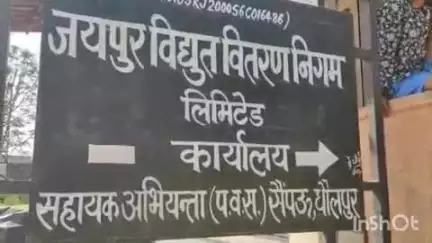 जयपुर विद्युत वितरण निगम
लिमिटेड
कार्यालय
सहायक अभियन्ता (प.व.स.) सैंपऊ, धौलपुर
InShot